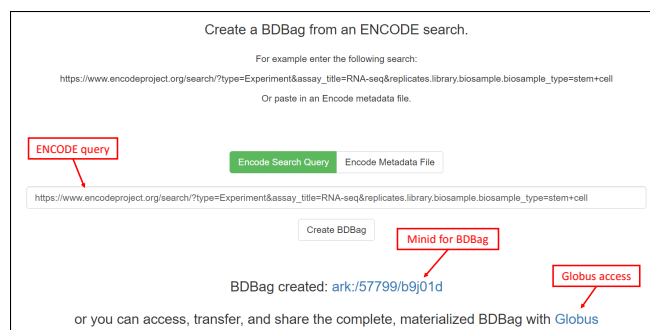 Create a BDBag from an ENCODE search.
For example enter the following search:
https://www.encodeproject.org/search/?type=Experiment&assay_title=RNA-seq&replicates.library.biosample.biosample_type=stem+cell
Or paste in an Encode metadata file.
ENCODE query
Encode Search Query Encode Metadata File
https://www.encodeproject.org/search/?type=Experiment&assay_title=RNA-seq&replicates.library.biosample.biosample_type=stem+cell
Create BDBag
Minid for BDBag
Globus access
BDBag created: ark:/57799/b9j01d
or you can access, transfer, and share the complete, materialized BDBag with Globus